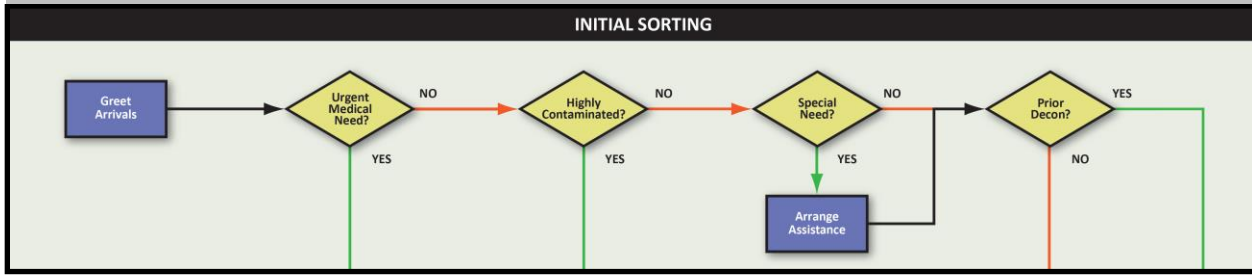 INITIAL SORTING
Greet
Arrivals
Urgent
Medical
Need?
NO
YES
Highly
Contaminated?
NO
YES
Special
Need?
NO
YES
Arrange
Assistance
Prior
Decon?
YES
NO